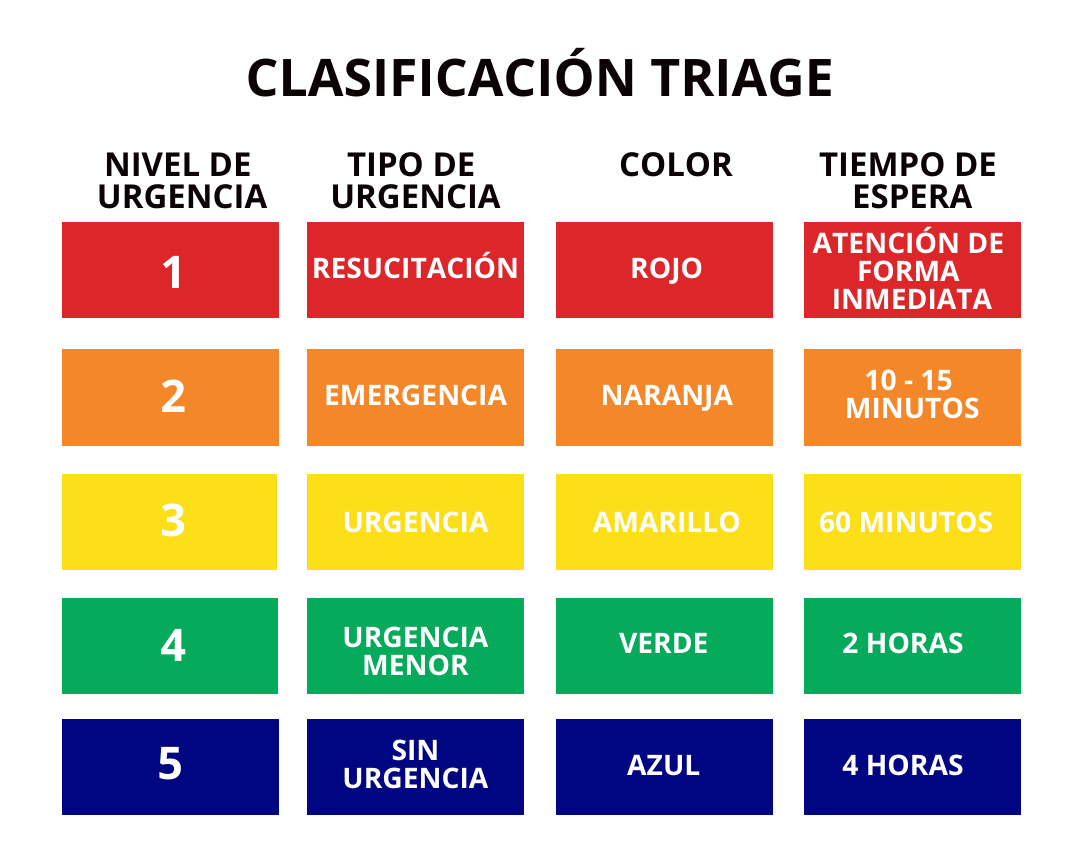 CLASIFICACIÓN TRIAGE
NIVEL DE
URGENCIA
TIPO DE
URGENCIA
COLOR
TIEMPO DE
ESPERA
1
RESUCITACIÓN
ROJO
ATENCIÓN DE
FORMA
INMEDIATA
2
EMERGENCIA
NARANJA
10 - 15
MINUTOS
3
URGENCIA
AMARILLO
60 MINUTOS
4
URGENCIA
MENOR
VERDE
2 HORAS
5
SIN
URGENCIA
AZUL
4 HORAS